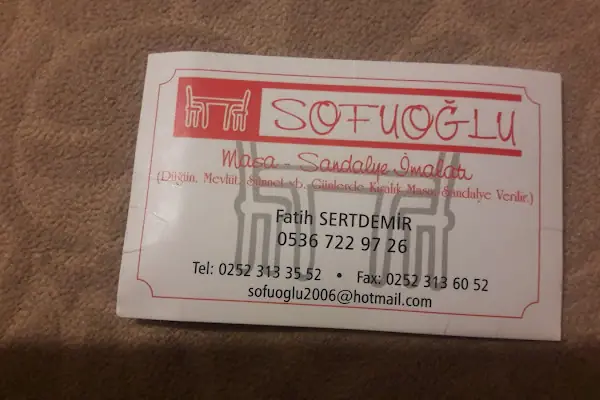 SOFUOĞLU
Masa - Sandalye İmalatı
(Düğün, Mevlüt, Sünnet vb. Günlerde Kiralık Masa, Sandalye Verilir.)
Fatih SERTDEMİR
0536 722 97 26
Tel: 0252 313 35 52 • Fax: 0252 313 60 52
sofuoglu2006@hotmail.com